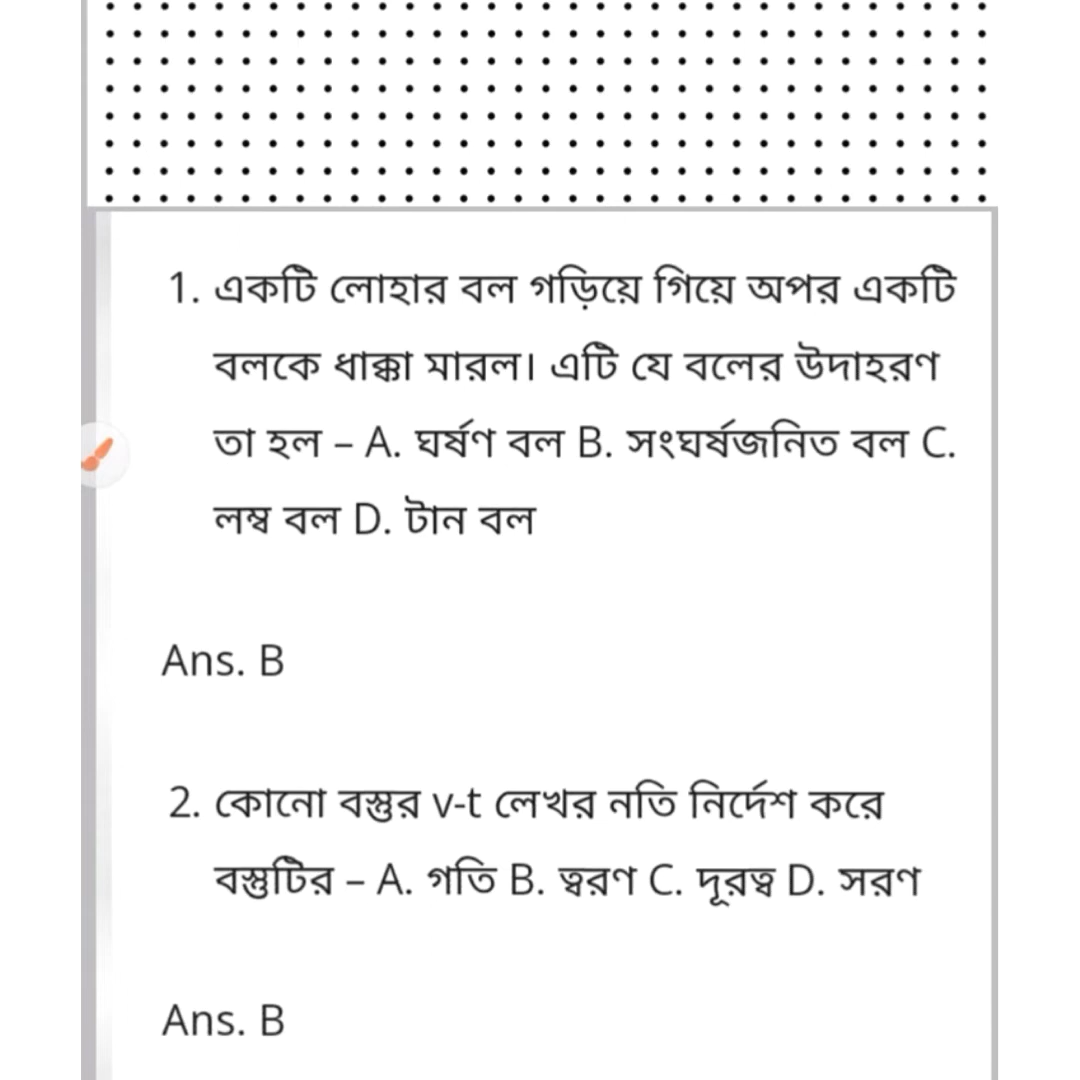 1. একটি লোহার বল গড়িয়ে গিয়ে অপর একটি
বলকে ধাক্কা মারল। এটি যে বলের উদাহরণ
তা হল – A. ঘর্ষণ বল B. সংঘর্ষজনিত বল C.
লম্ব বল D. টান বল
Ans. B
2. কোনো বস্তুর v-t লেখর নতি নির্দেশ করে
বস্তুটির – A. গতি B. ত্বরণ C. দূরত্ব D. সরণ
Ans. B